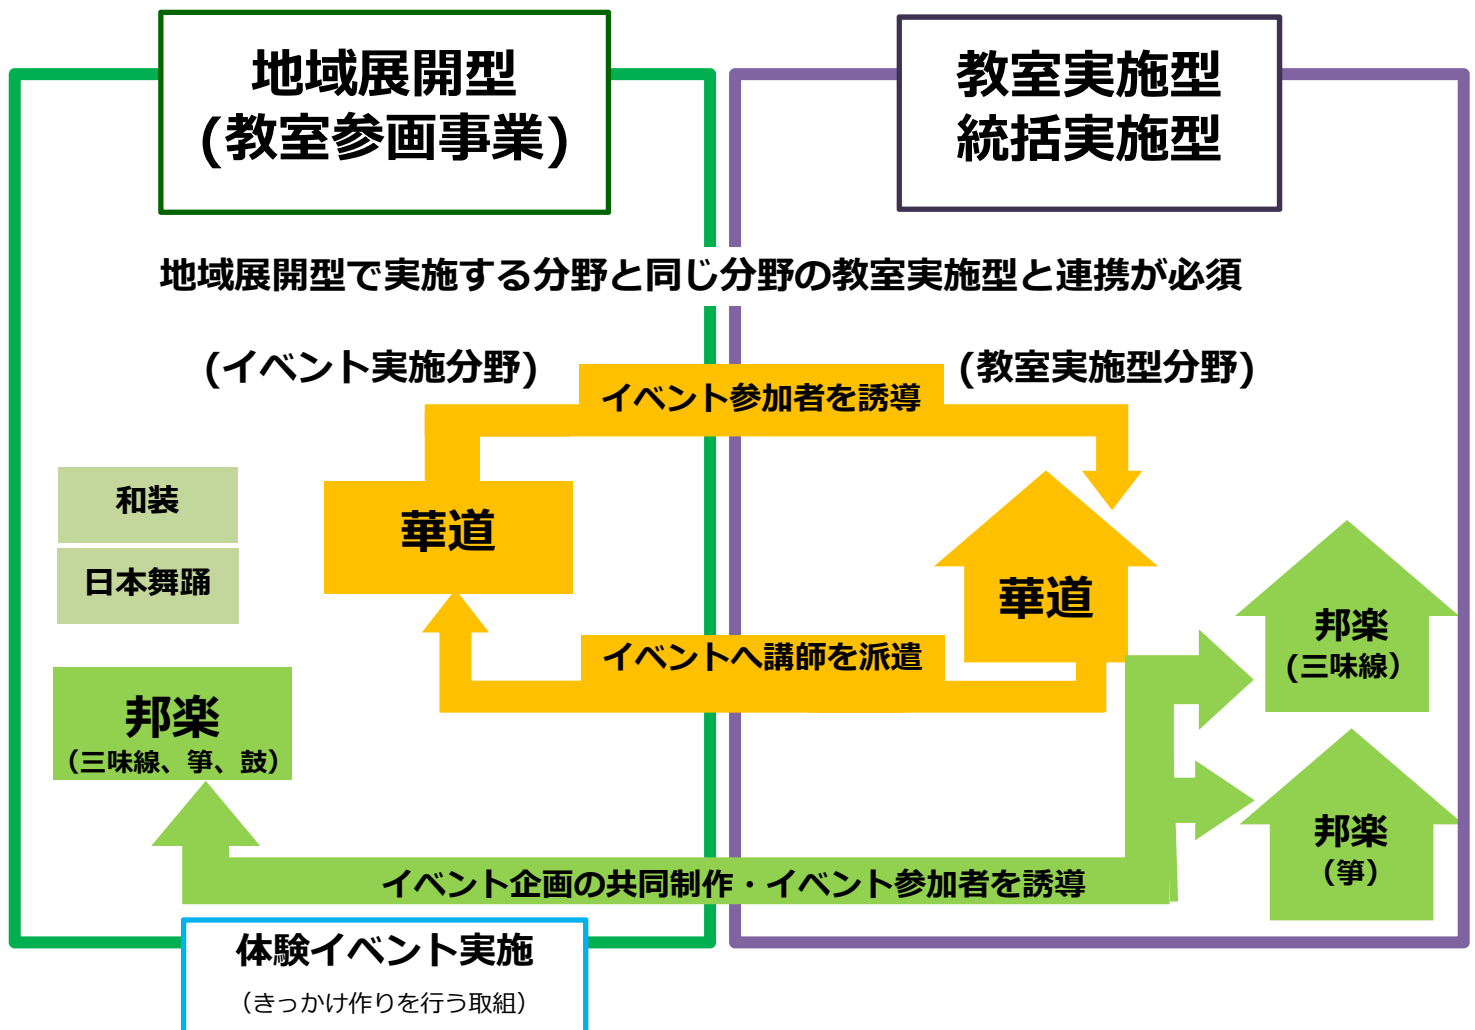 地域展開型
(教室参画事業)
教室実施型
統括実施型
地域展開型で実施する分野と同じ分野の教室実施型と連携が必須
(イベント実施分野)
(教室実施型分野)
イベント参加者を誘導
和装
日本舞踊
華道
華道
イベントへ講師を派遣
邦楽
(三味線)
邦楽
（三味線、箏、鼓）
邦楽
（箏）
イベント企画の共同制作・イベント参加者を誘導
体験イベント実施
（きっかけ作りを行う取組）